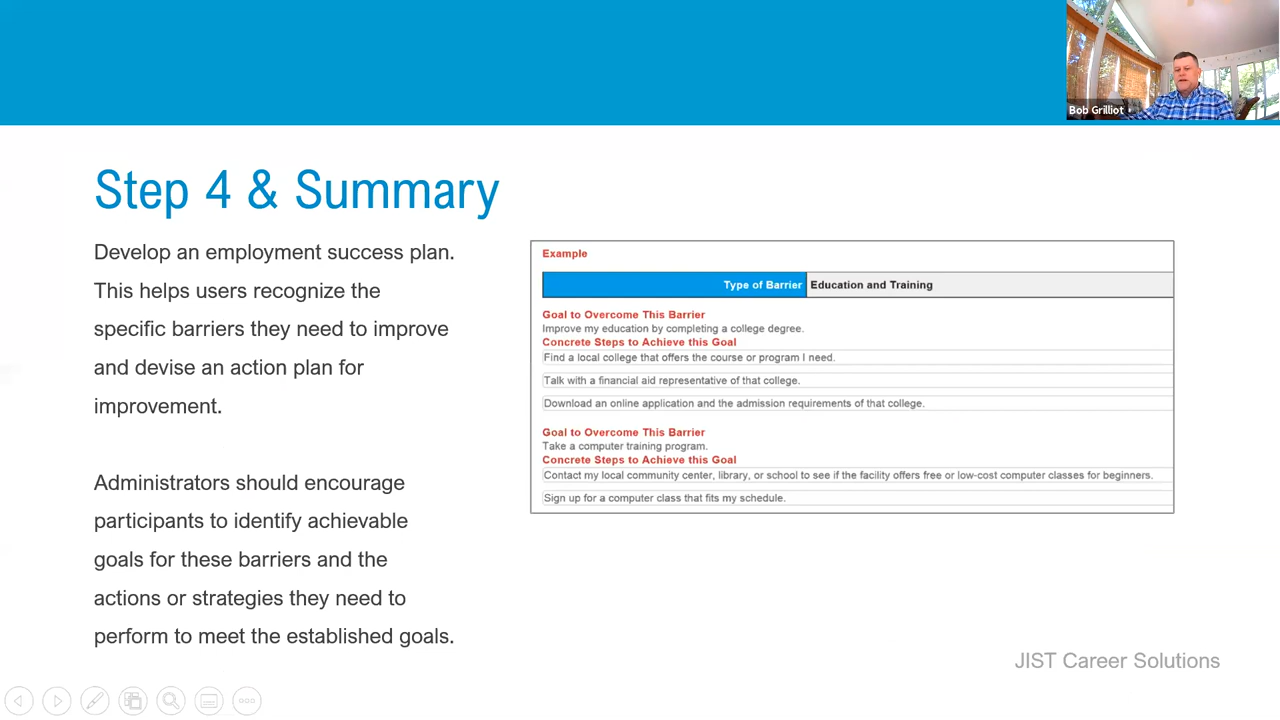 Bob Grilliot
Step 4 & Summary
Develop an employment success plan.
This helps users recognize the
specific barriers they need to improve
and devise an action plan for
improvement.
Administrators should encourage
participants to identify achievable
goals for these barriers and the
actions or strategies they need to
perform to meet the established goals.
Example
Type of Barrier Education and Training
Goal to Overcome This Barrier
Improve my education by completing a college degree.
Concrete Steps to Achieve this Goal
Find a local college that offers the course or program I need.
Talk with a financial aid representative of that college.
Download an online application and the admission requirements of that college.
Goal to Overcome This Barrier
Take a computer training program.
Concrete Steps to Achieve this Goal
Contact my local community center, library, or school to see if the facility offers free or low-cost computer classes for beginners.
Sign up for a computer class that fits my schedule.
JIST Career Solutions